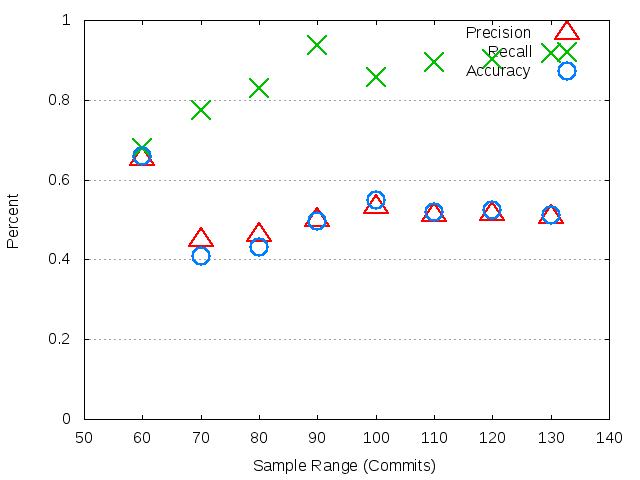 1
Precision
Recall
Accuracy
0.8
0.6
Percent
0.4
0.2
0
50 60 70 80 90 100 110 120 130 140
Sample Range (Commits)